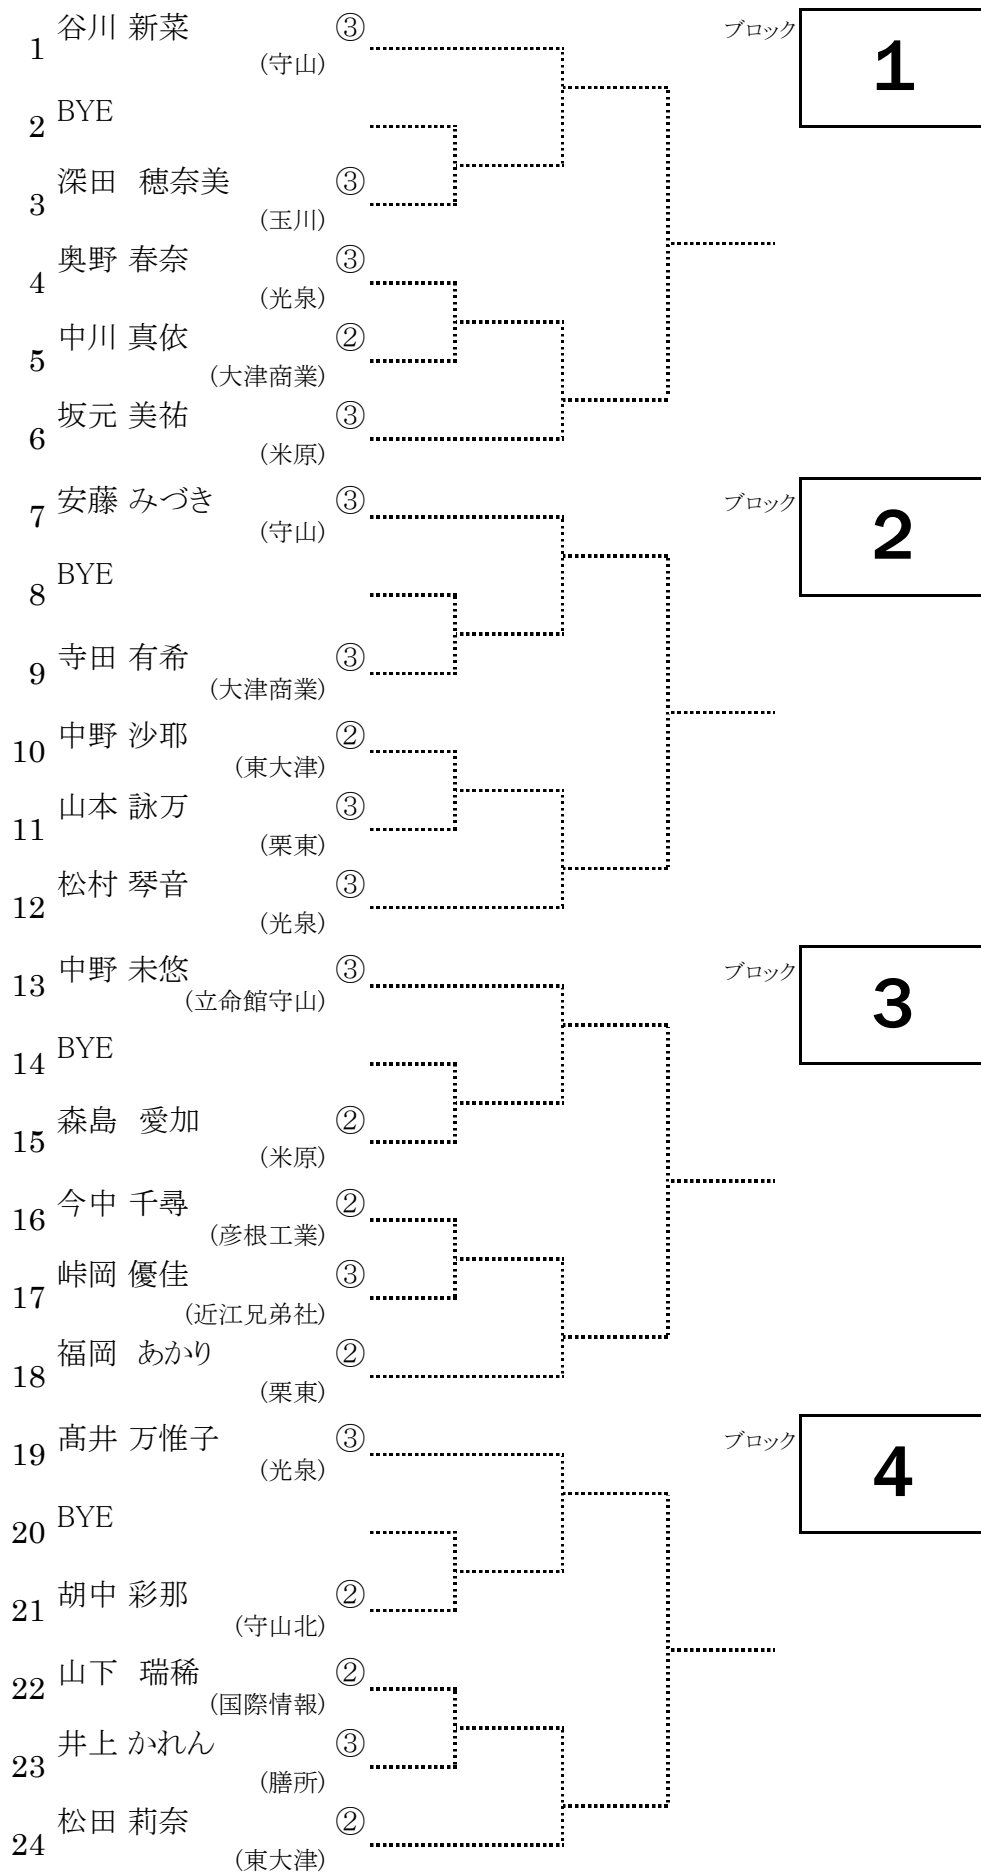 1 谷川 新菜 ③
(守山)
ブロック 1
2 BYE
3 深田 穂奈美 ③
(玉川)
4 奥野 春奈 ③
(光泉)
5 中川 真依 ②
(大津商業)
6 坂元 美祐 ③
(米原)
7 安藤 みづき ③
(守山)
ブロック 2
8 BYE
9 寺田 有希 ③
(大津商業)
10 中野 沙耶 ②
(東大津)
11 山本 詠万 ③
(栗東)
12 松村 琴音 ③
(光泉)
13 中野 未悠 ③
(立命館守山)
ブロック 3
14 BYE
15 森島 愛加 ②
(米原)
16 今中 千尋 ②
(彦根工業)
17 峠岡 優佳 ③
(近江兄弟社)
18 福岡 あかり ②
(栗東)
19 髙井 万惟子 ③
(光泉)
ブロック 4
20 BYE
21 胡中 彩那 ②
(守山北)
22 山下 瑞稀 ②
(国際情報)
23 井上 かれん ③
(膳所)
24 松田 莉奈 ②
(東大津)